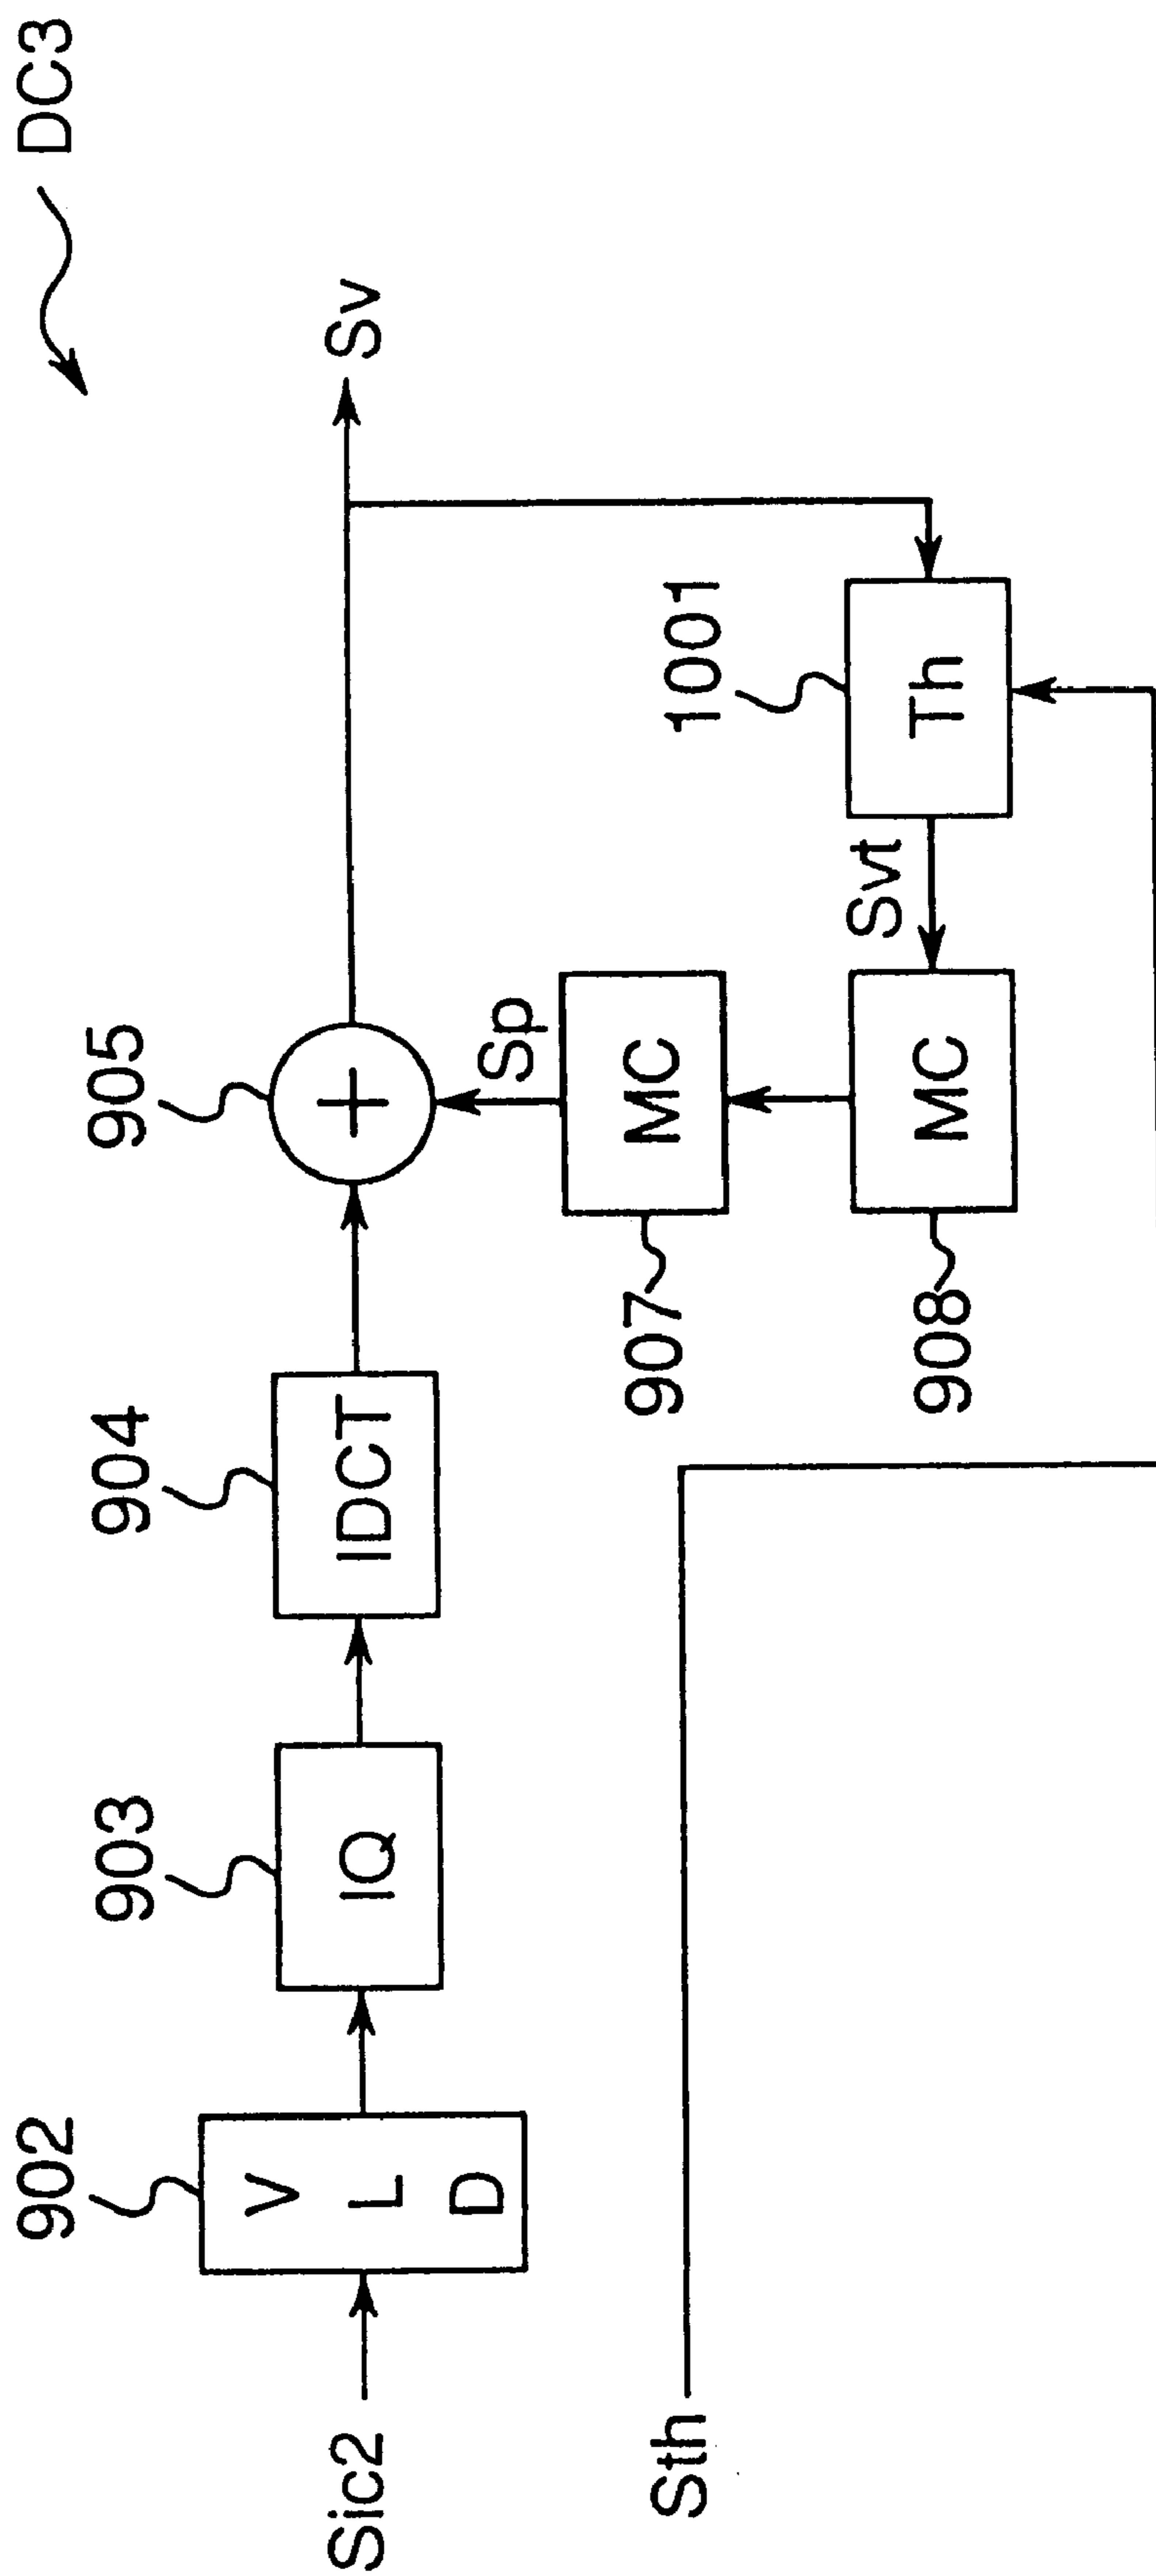 DC3
902
903
904
905
Sic2
V
L
D
IQ
IDCT
+
Sv
Sp
907
MC
1001
Sth
908
MC
Svt
Th